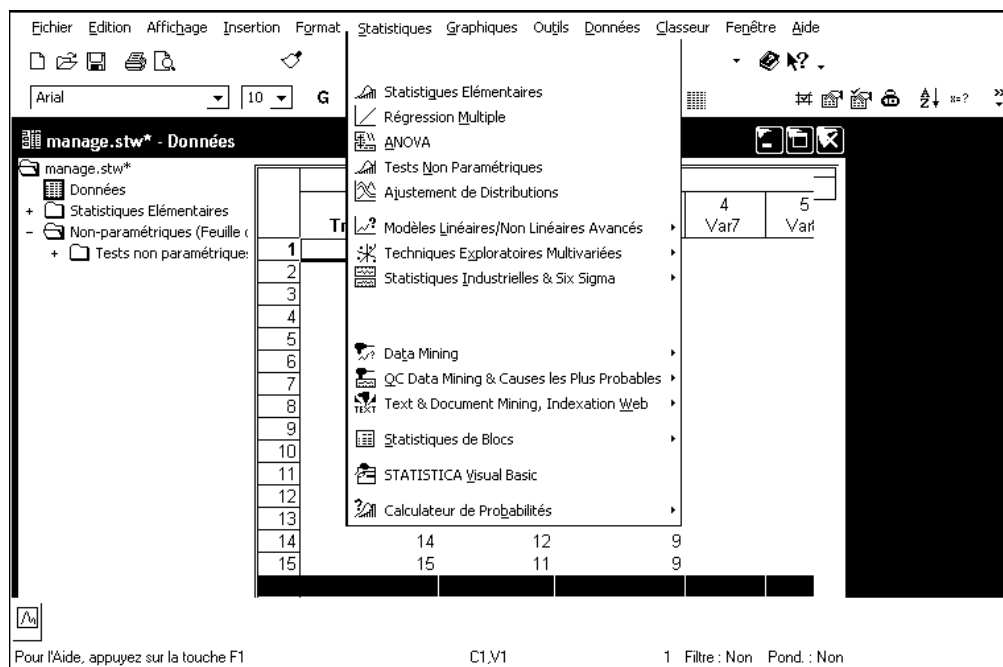 Fichier Edition Affichage Insertion Format Statistiques Graphiques Outils Données Classeur Fenêtre Aide
Arial 10 G
manage.stw* - Données
manage.stw*
Données
Statistiques Elémentaires
Non-paramétriques (Feuille
Tests non paramétrique
Statistiques Elémentaires
Régression Multiple
ANOVA
Tests Non Paramétriques
Ajustement de Distributions
Modèles Linéaires/Non Linéaires Avancés
Techniques Exploratoires Multivariées
Statistiques Industrielles & Six Sigma
Data Mining
QC Data Mining & Causes les Plus Probables
Text & Document Mining, Indexation Web
Statistiques de Blocs
STATISTICA Visual Basic
Calculateur de Probabilités
4 5
Var7
1
2
3
4
5
6
7
8
9
10
11
12
13
14 14 12 9
15 15 11 9
Pour l'Aide, appuyez sur la touche F1 C1,V1 1 Filtre : Non Pond. : Non